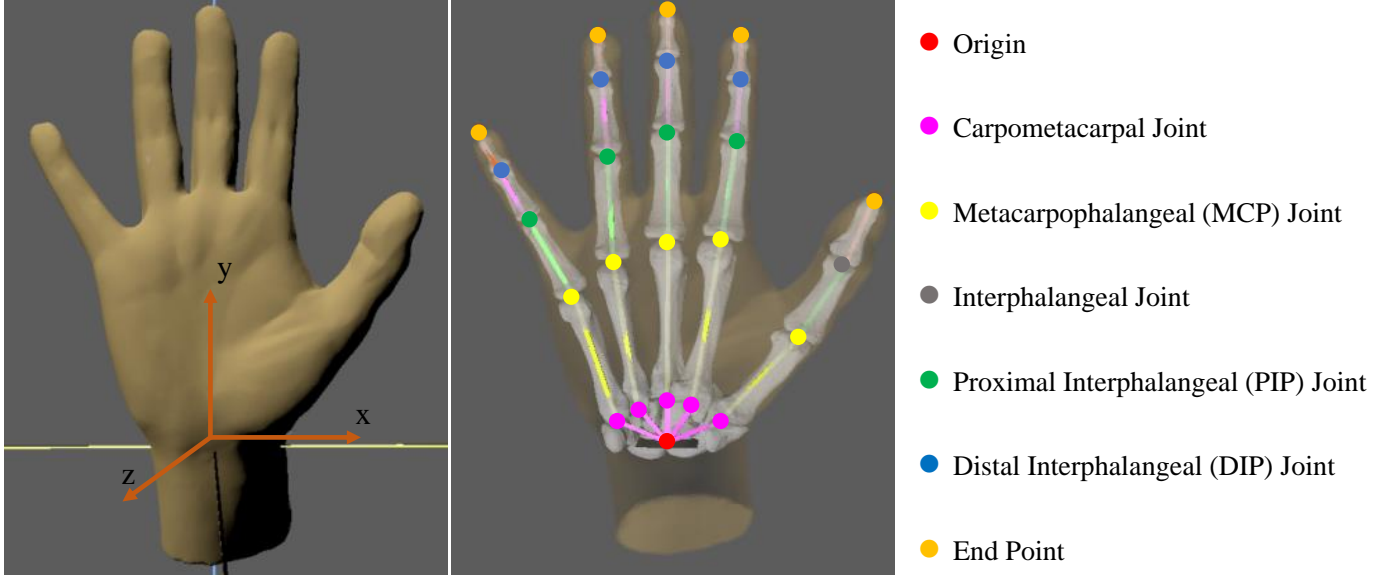 y
x
z
Origin
Carpometacarpal Joint
Metacarpophalangeal (MCP) Joint
Interphalangeal Joint
Proximal Interphalangeal (PIP) Joint
Distal Interphalangeal (DIP) Joint
End Point